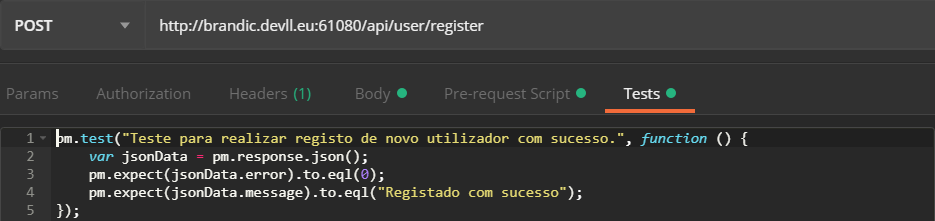 POST http://brandic.devll.eu:61080/api/user/register
Params Authorization Headers (1) Body Pre-request Script Tests
1 pm.test("Teste para realizar registo de novo utilizador com sucesso.", function () {
2 var jsonData = pm.response.json();
3 pm.expect(jsonData.error).to.eql(0);
4 pm.expect(jsonData.message).to.eql("Registado com sucesso");
5 });